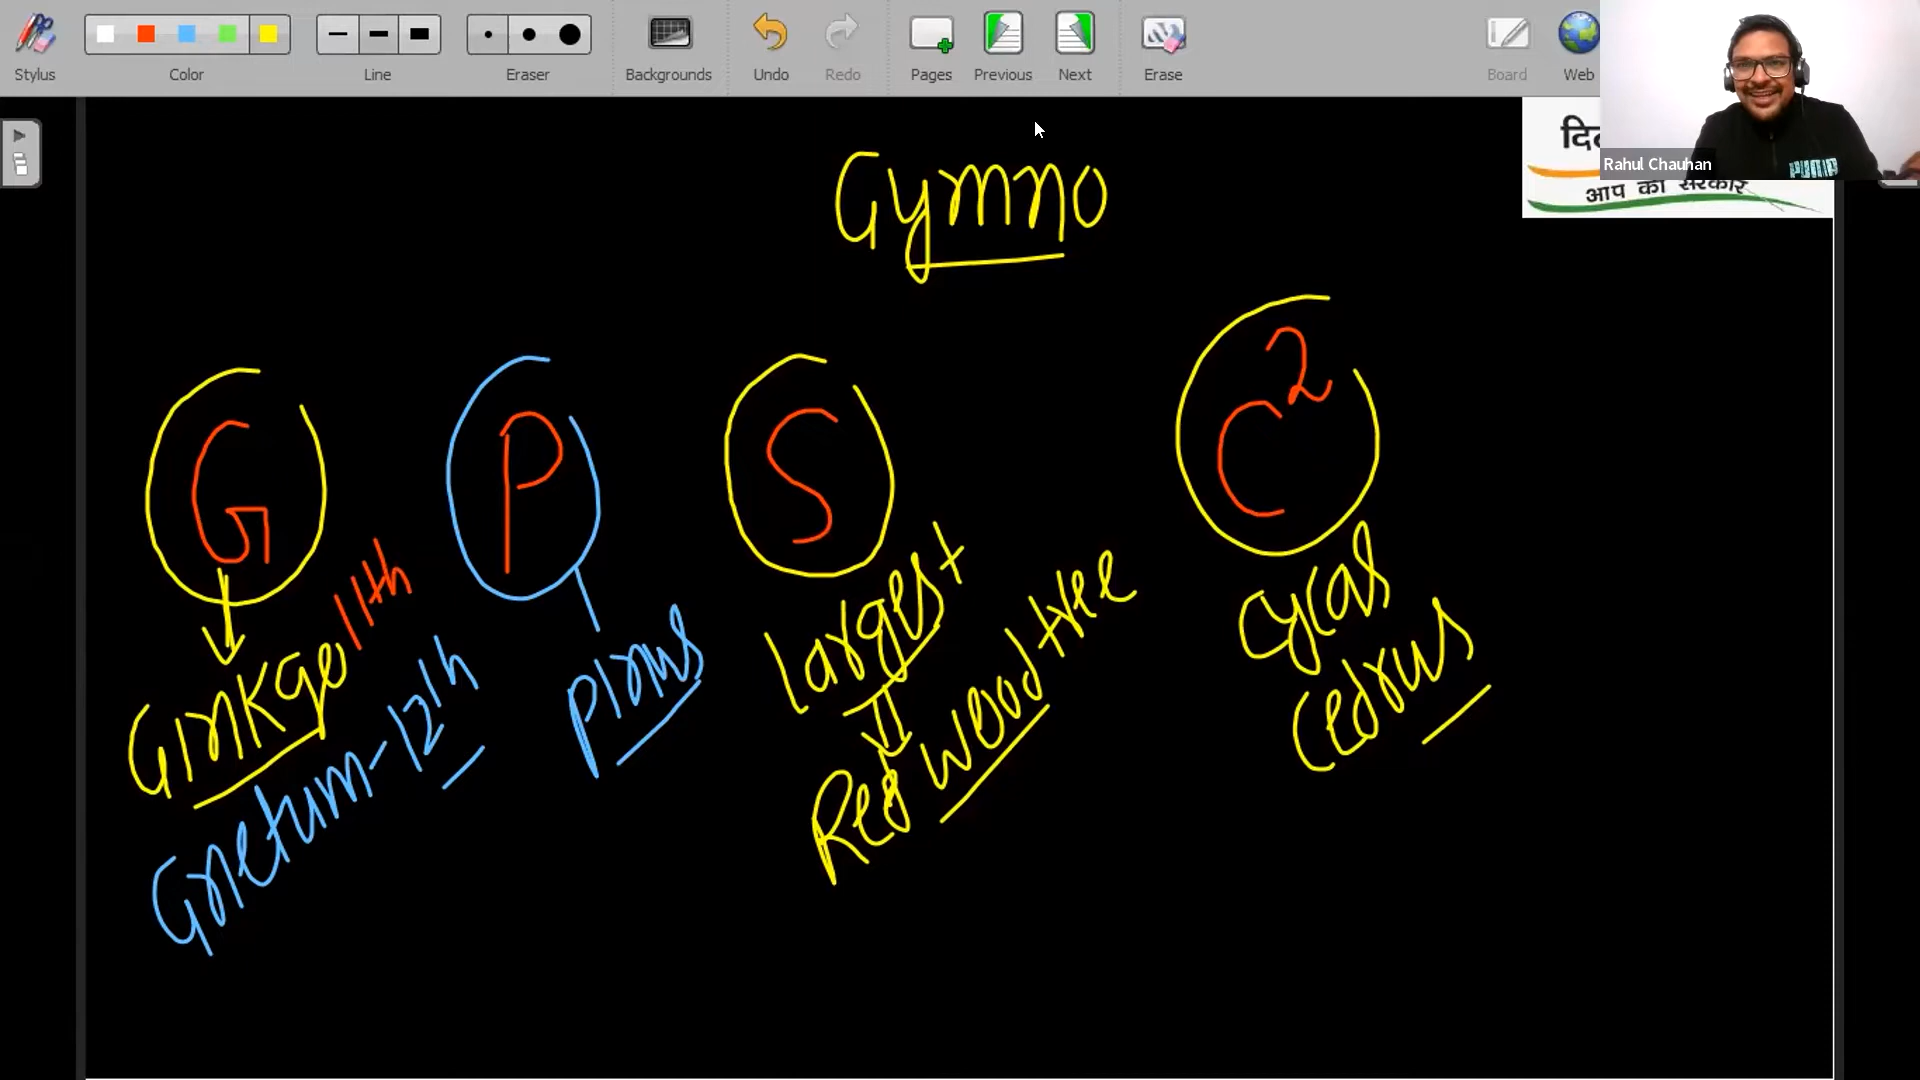 Stylus
Color
Line
Eraser
Backgrounds
Undo
Redo
Pages
Previous
Next
Erase
Board
Web
Rahul Chauhan
PUMA
आप की सरकार
Gymno
G
P
S
C2
Ginkgo 11th
Gnetum-12th
Pinus
largest
Red wood tree
Cycas
Cedrus